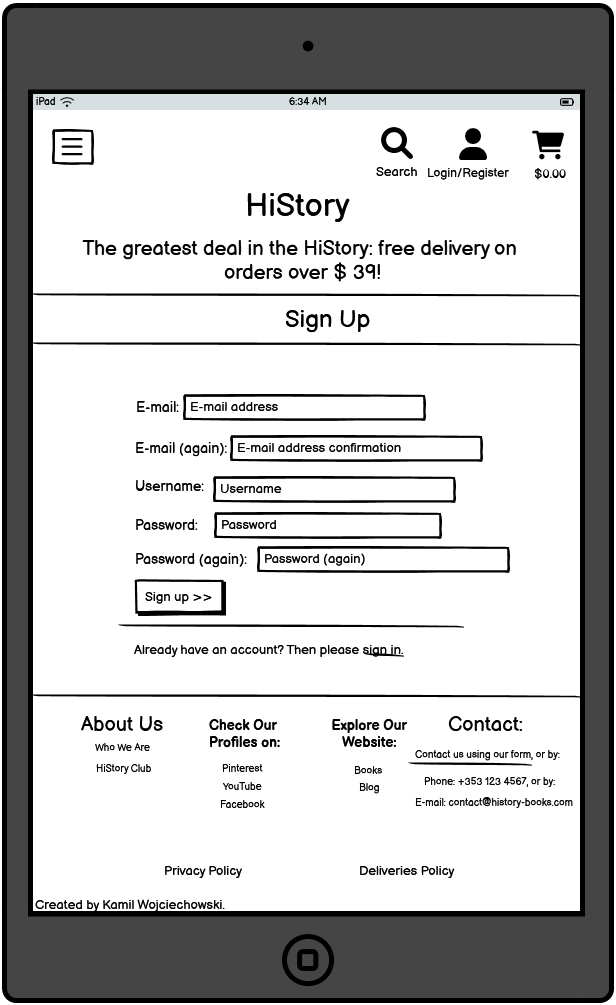 iPad
6:34 AM
Search
Login/Register
$0.00
HiStory
The greatest deal in the HiStory: free delivery on
orders over $ 39!
Sign Up
E-mail: E-mail address
E-mail (again): E-mail address confirmation
Username: Username
Password: Password
Password (again): Password (again)
Sign up >>
Already have an account? Then please sign in.
About Us
Who We Are
HiStory Club
Check Our
Profiles on:
Pinterest
YouTube
Facebook
Explore Our
Website:
Books
Blog
Contact:
Contact us using our form, or by:
Phone: +353 123 4567, or by:
E-mail: contact@history-books.com
Privacy Policy
Deliveries Policy
Created by Kamil Wojciechowski.